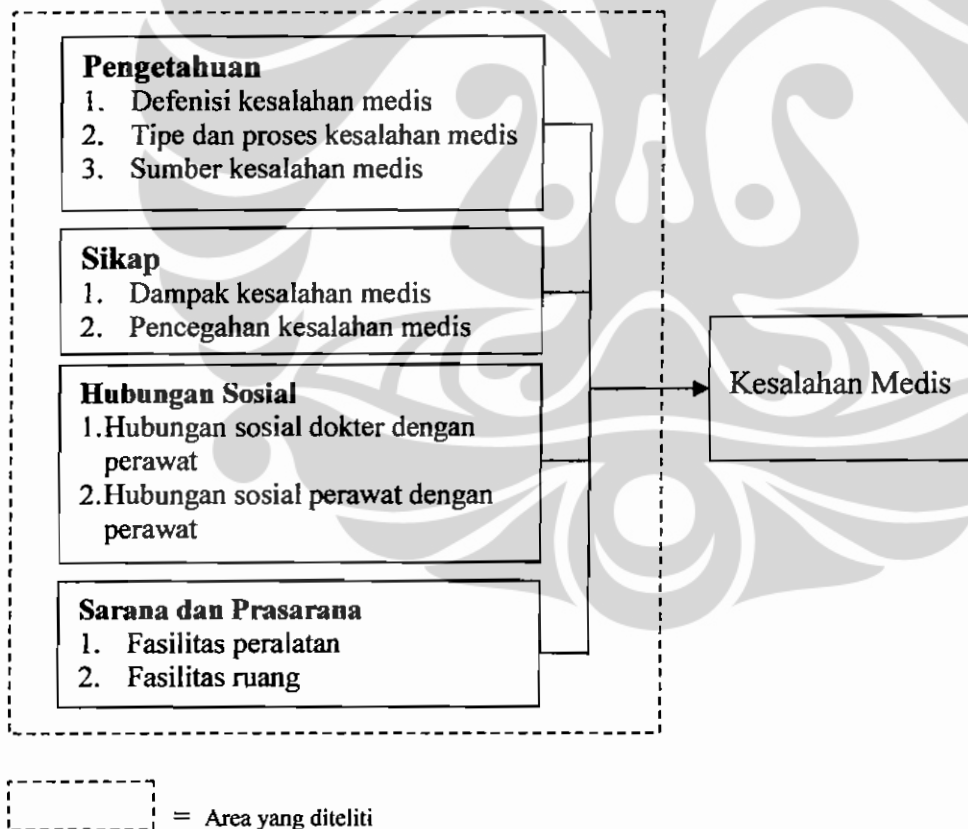 Pengetahuan
1. Defenisi kesalahan medis
2. Tipe dan proses kesalahan medis
3. Sumber kesalahan medis
Sikap
1. Dampak kesalahan medis
2. Pencegahan kesalahan medis
Hubungan Sosial
1.Hubungan sosial dokter dengan
perawat
2.Hubungan sosial perawat dengan
perawat
Sarana dan Prasarana
1. Fasilitas peralatan
2. Fasilitas ruang
Kesalahan Medis
= Area yang diteliti